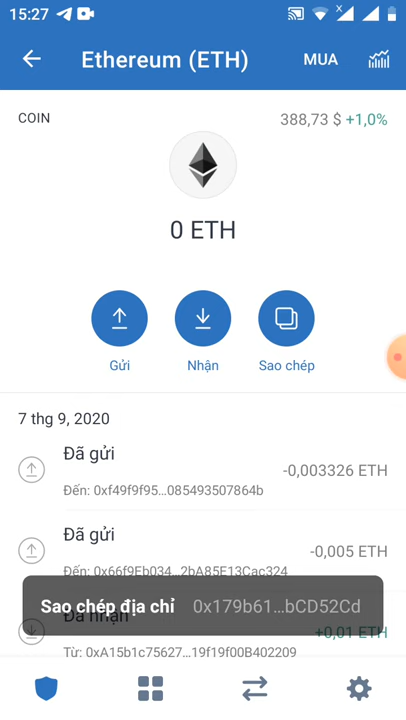 15:27
Ethereum (ETH)
MUA
COIN
388,73 $ +1,0%
0 ETH
Gửi
Nhận
Sao chép
7 thg 9, 2020
Đã gửi
-0,003326 ETH
Đến: 0xf49f9f95...085493507864b
Đã gửi
-0,005 ETH
Đến: 0x66f9Eb034...2bA85E13Cac324
Sao chép địa chỉ 0x179b61...bCD52Cd
Đã nhận
+0,01 ETH
Từ: 0xA15b1c75627...19f19f00B402209